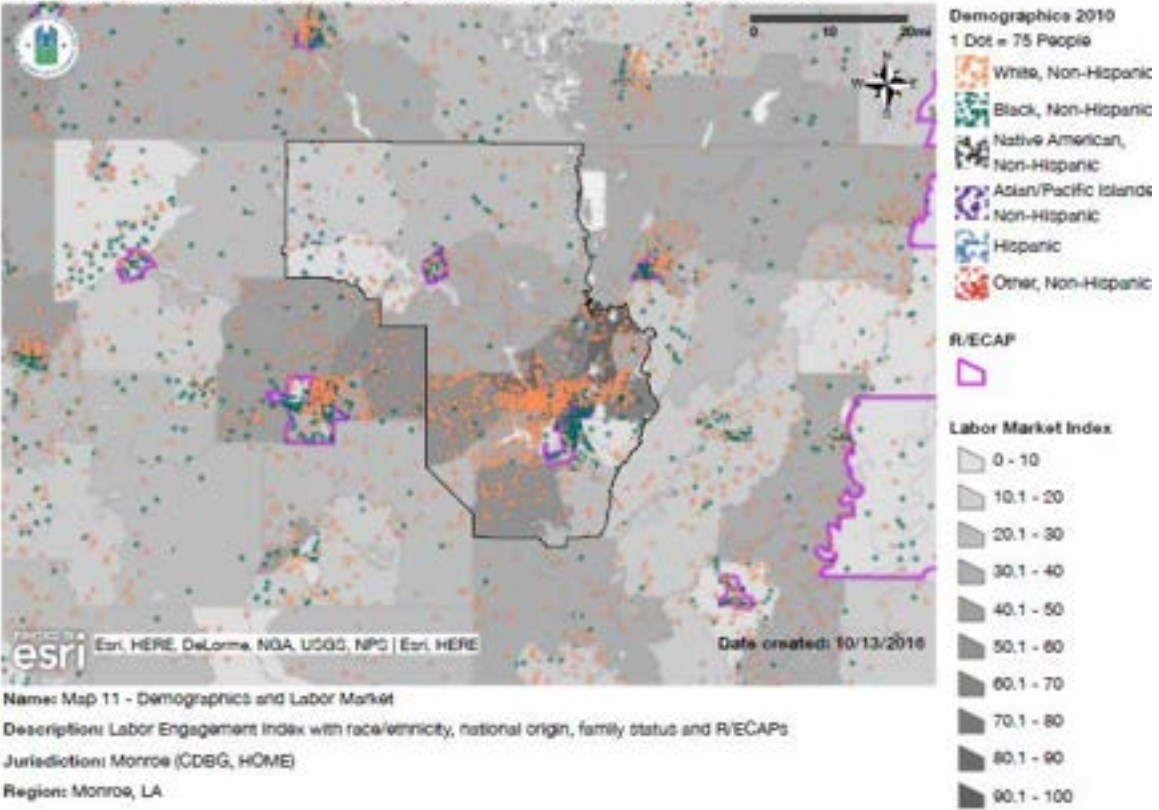 0 10 20mi
N
W E
S
Esri, HERE, DeLorme, NGA, USGS, NPS | Esri, HERE
POWERED BY
esri
Date created: 10/13/2016
Name: Map 11 - Demographics and Labor Market
Description: Labor Engagement Index with race/ethnicity, national origin, family status and R/ECAPs
Jurisdiction: Monroe (CDBG, HOME)
Region: Monroe, LA
Demographics 2010
1 Dot = 75 People
White, Non-Hispanic
Black, Non-Hispanic
Native American,
Non-Hispanic
Asian/Pacific Islande
Non-Hispanic
Hispanic
Other, Non-Hispanic
R/ECAP
Labor Market Index
0 - 10
10.1 - 20
20.1 - 30
30.1 - 40
40.1 - 50
50.1 - 60
60.1 - 70
70.1 - 80
80.1 - 90
90.1 - 100